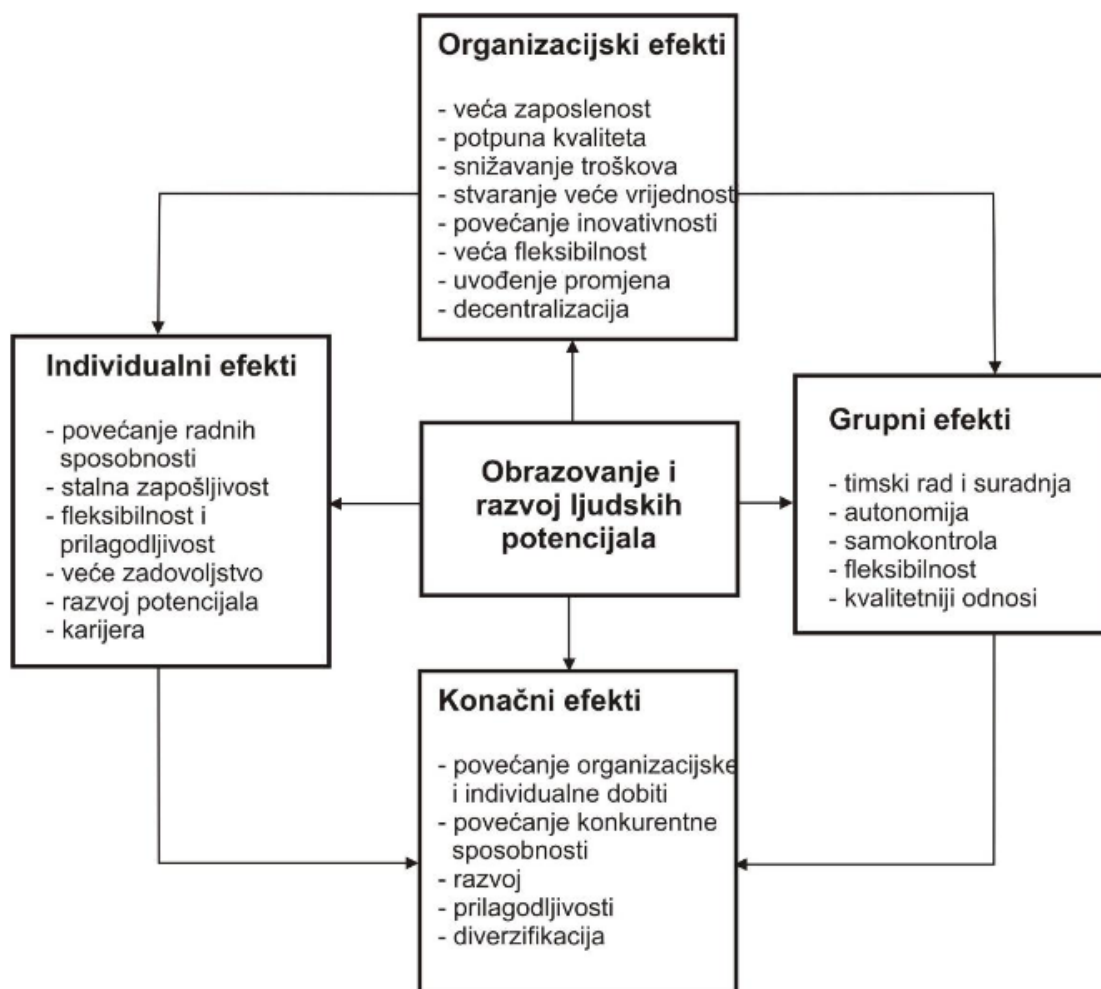 Organizacijski efekti
- veća zaposlenost
- potpuna kvaliteta
- snižavanje troškova
- stvaranje veće vrijednost
- povećanje inovativnosti
- veća fleksibilnost
- uvođenje promjena
- decentralizacija
Individualni efekti
- povećanje radnih
sposobnosti
- stalna zapošljivost
- fleksibilnost i
prilagodljivost
- veće zadovoljstvo
- razvoj potencijala
- karijera
Obrazovanje i
razvoj ljudskih
potencijala
Grupni efekti
- timski rad i suradnja
- autonomija
- samokontrola
- fleksibilnost
- kvalitetniji odnosi
Konačni efekti
- povećanje organizacijske
i individualne dobiti
- povećanje konkurentne
sposobnosti
- razvoj
- prilagodljivosti
- diverzifikacija